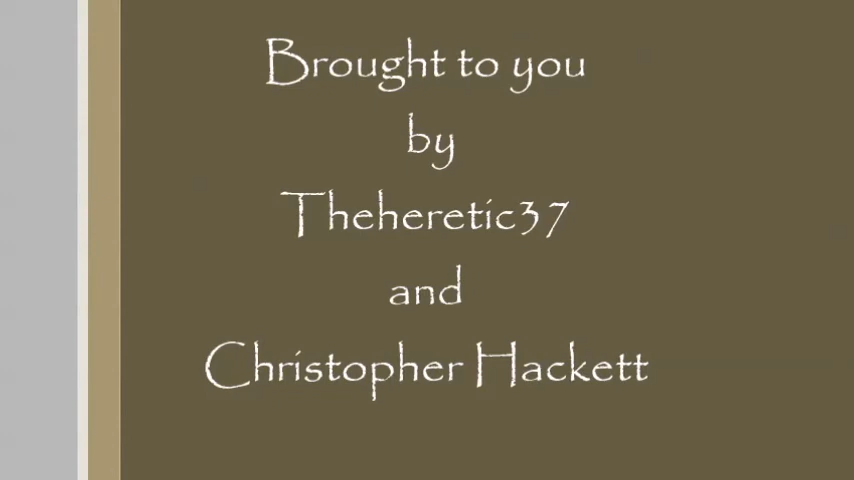 Brought to you
by
Theheretic37
and
Christopher Hackett